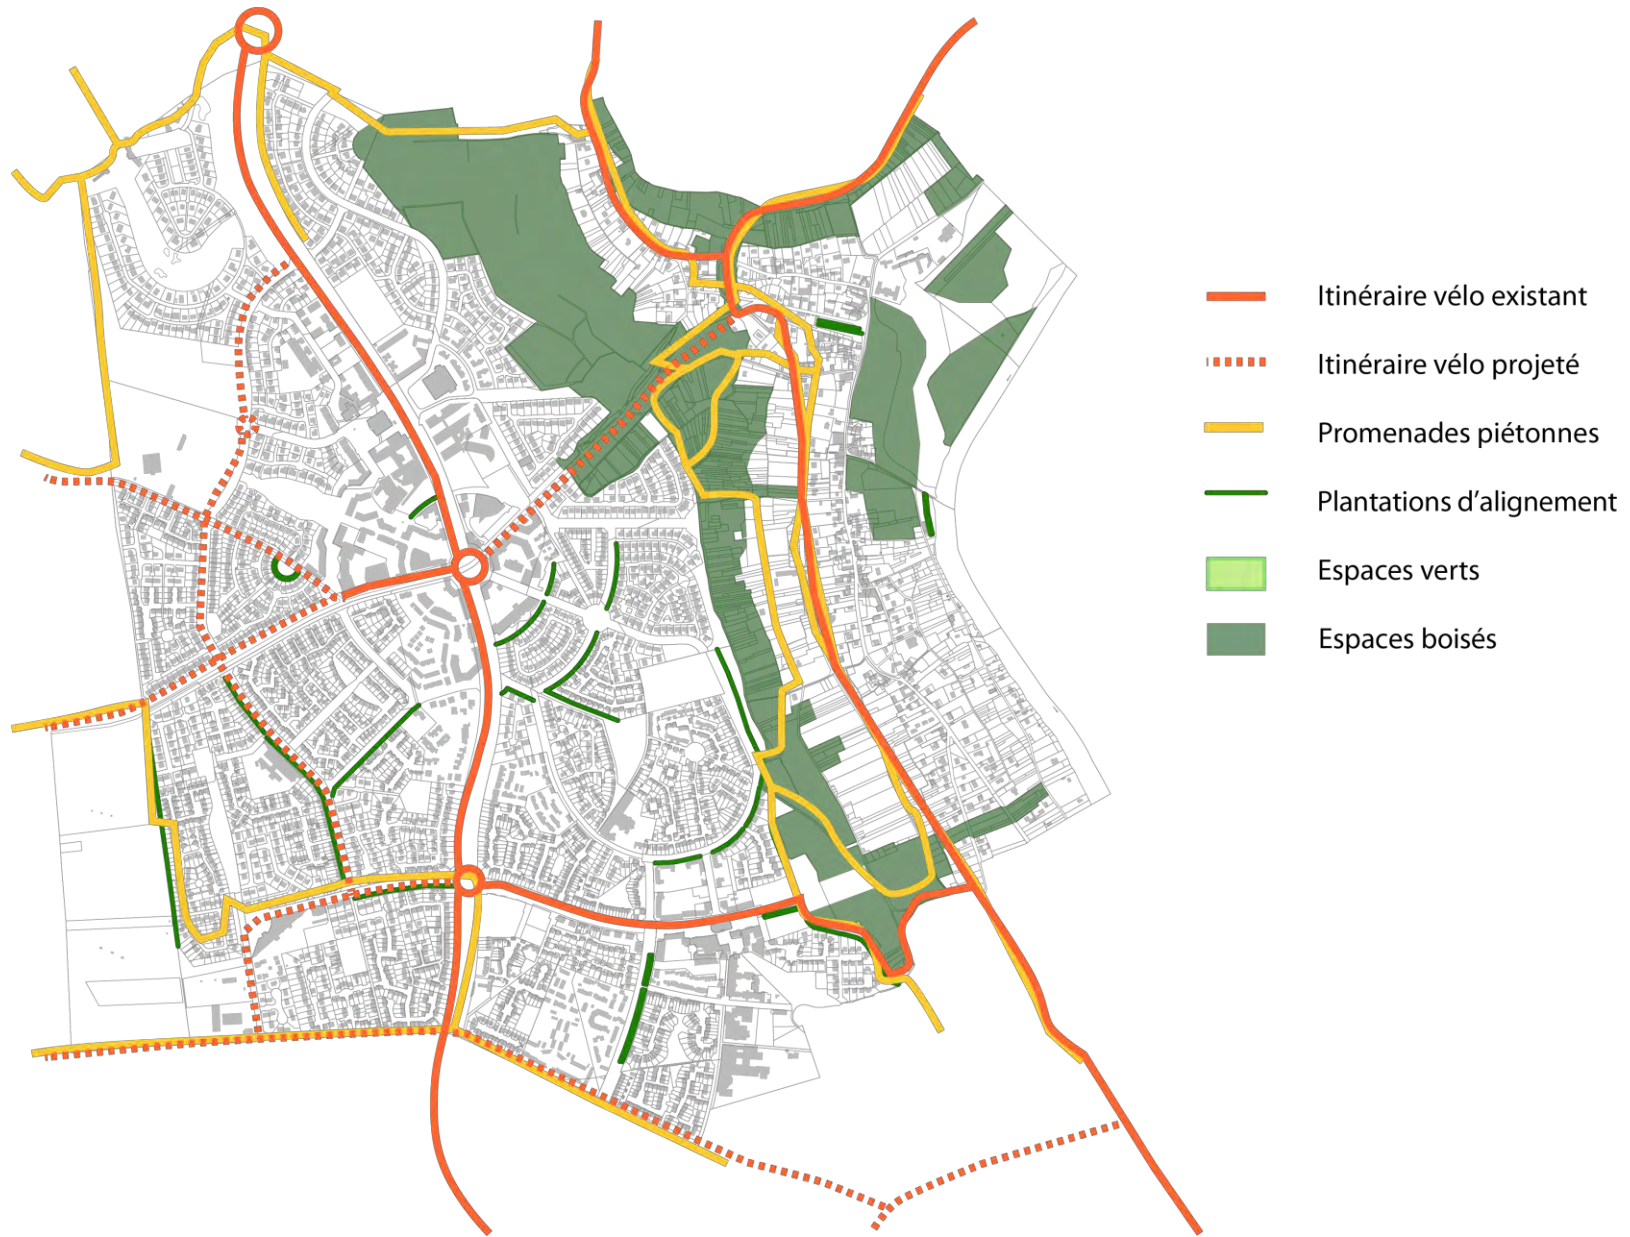 Itinéraire vélo existant
Itinéraire vélo projeté
Promenades piétonnes
Plantations d’alignement
Espaces verts
Espaces boisés